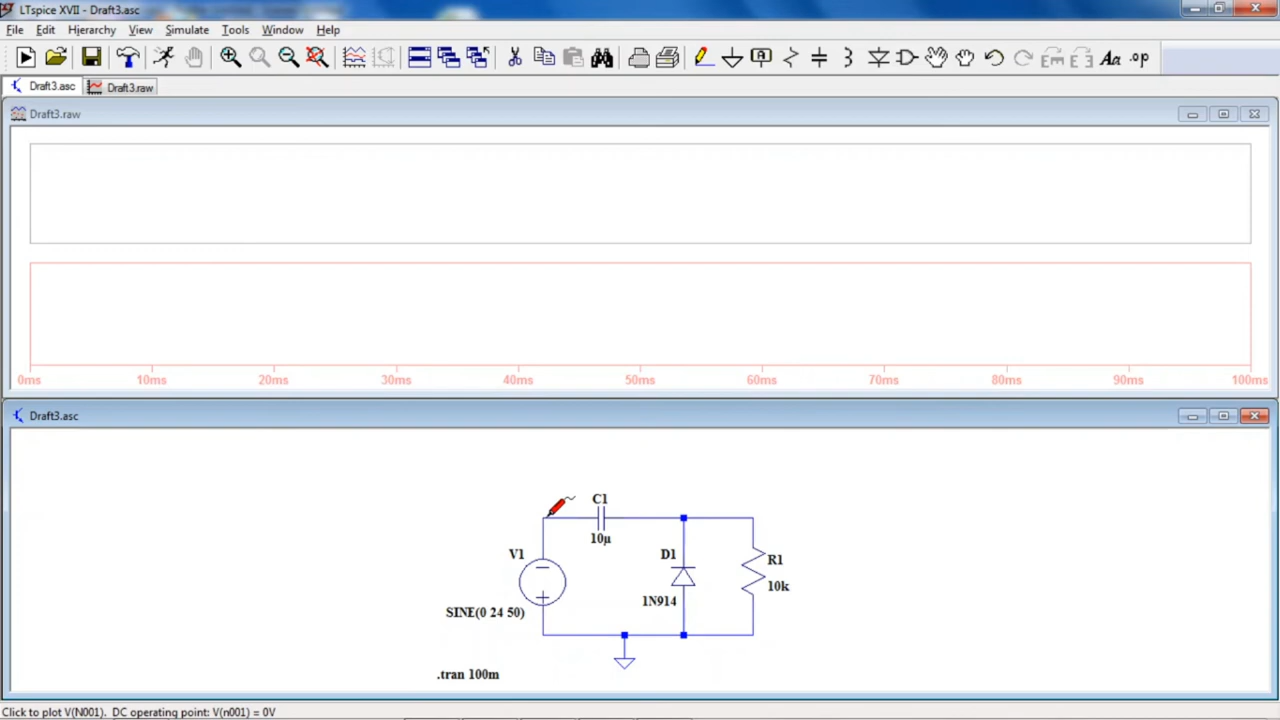 LTspice XVII - Draft3.asc
File Edit Hierarchy View Simulate Tools Window Help
Aa .op
Draft3.asc Draft3.raw
Draft3.raw
0ms 10ms 20ms 30ms 40ms 50ms 60ms 70ms 80ms 90ms 100ms
Draft3.asc
C1
10µ
V1
D1
R1
10k
1N914
SINE(0 24 50)
.tran 100m
Click to plot V(N001). DC operating point: V(n001) = 0V